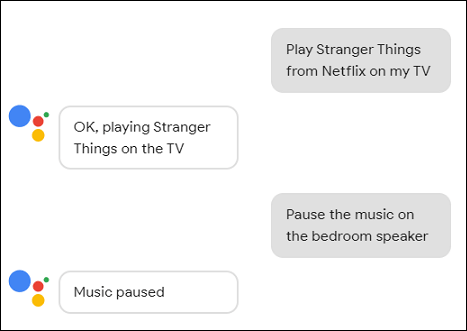 Play Stranger Things
from Netflix on my TV
OK, playing Stranger
Things on the TV
Pause the music on
the bedroom speaker
Music paused